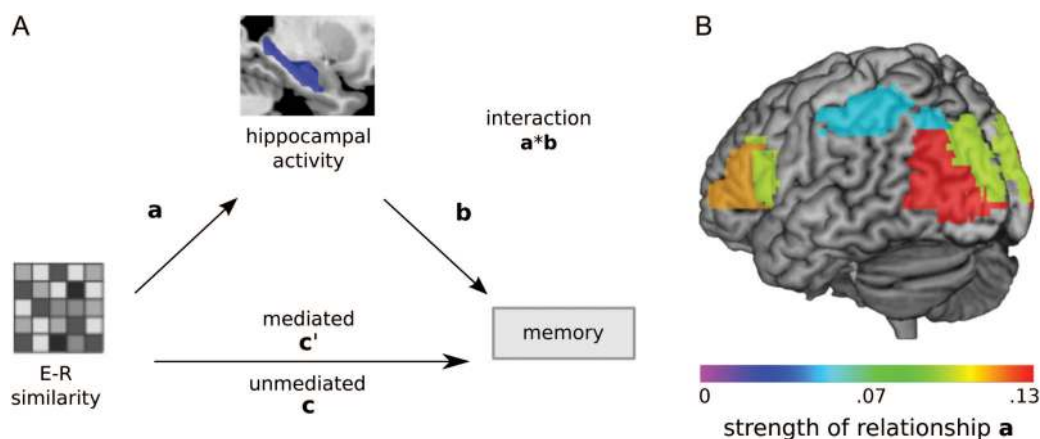 A
hippocampal
activity
interaction
a*b
a
b
mediated
c'
unmediated
c
E-R
similarity
memory
B
0 .07 .13
strength of relationship a